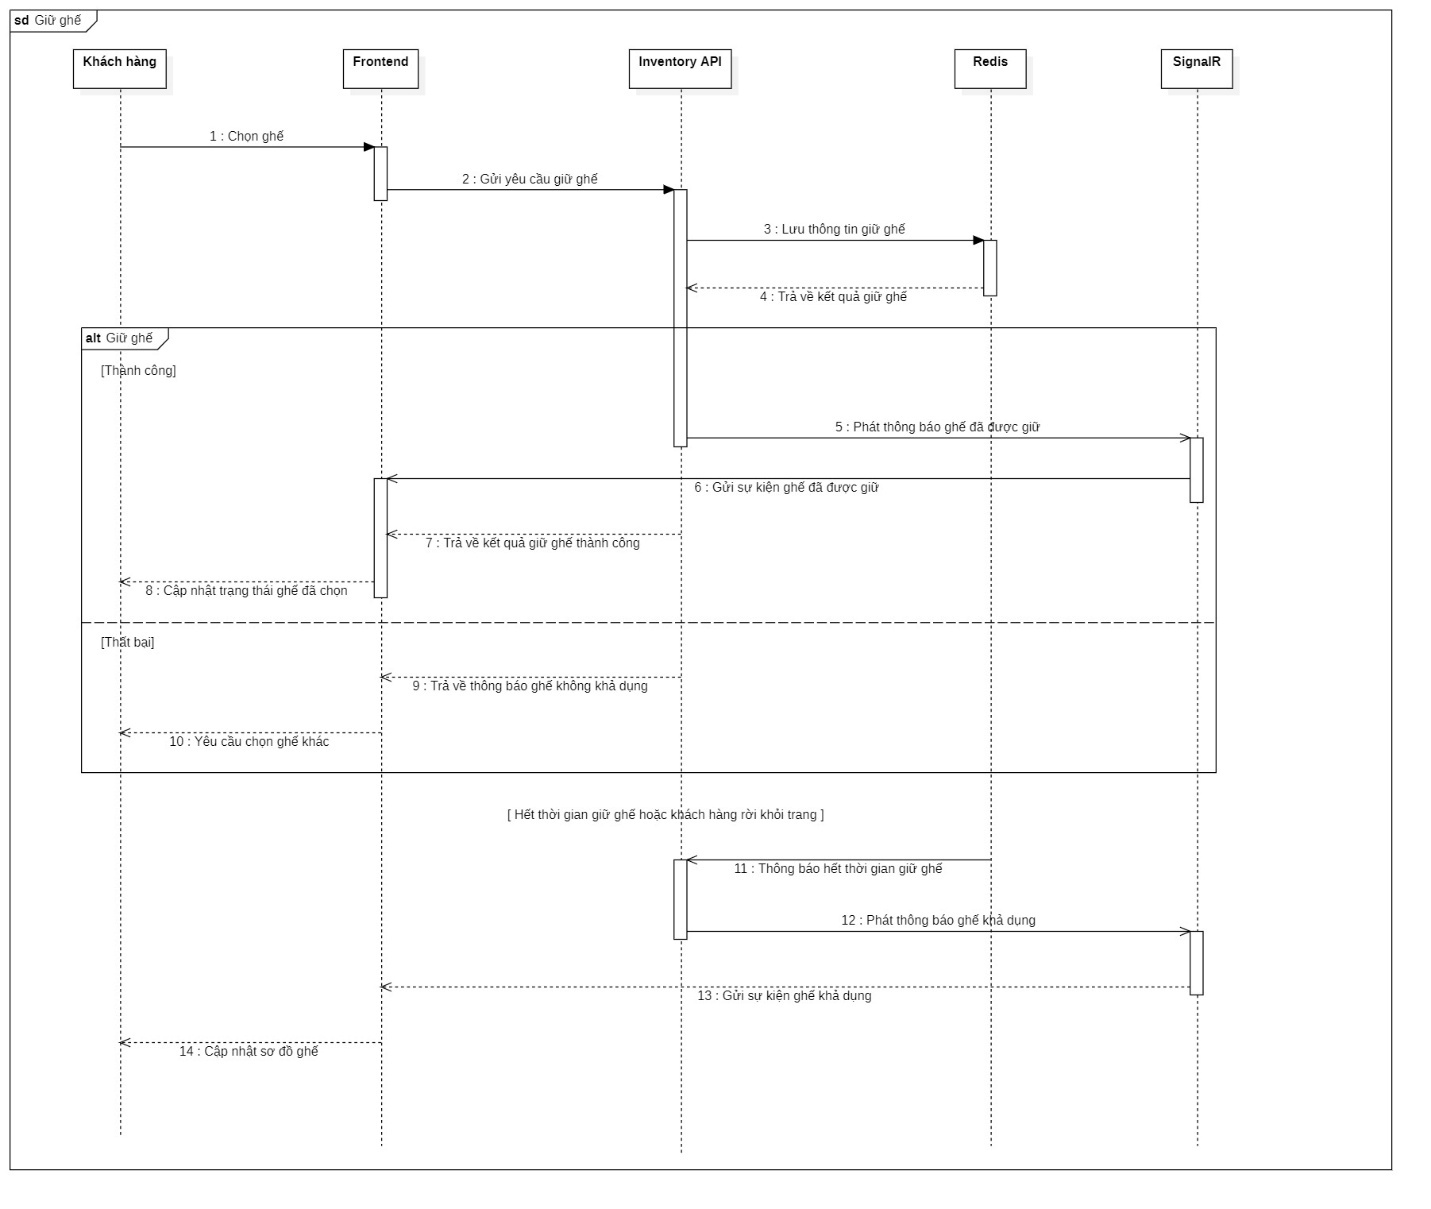 sd Giữ ghế
Khách hàng
Frontend
Inventory API
Redis
SignalR
1 : Chọn ghế
2 : Gửi yêu cầu giữ ghế
3 : Lưu thông tin giữ ghế
4 : Trả về kết quả giữ ghế
alt Giữ ghế
[Thành công]
5 : Phát thông báo ghế đã được giữ
6 : Gửi sự kiện ghế đã được giữ
7 : Trả về kết quả giữ ghế thành công
8 : Cập nhật trạng thái ghế đã chọn
[Thất bại]
9 : Trả về thông báo ghế không khả dụng
10 : Yêu cầu chọn ghế khác
[ Hết thời gian giữ ghế hoặc khách hàng rời khỏi trang ]
11 : Thông báo hết thời gian giữ ghế
12 : Phát thông báo ghế khả dụng
13 : Gửi sự kiện ghế khả dụng
14 : Cập nhật sơ đồ ghế